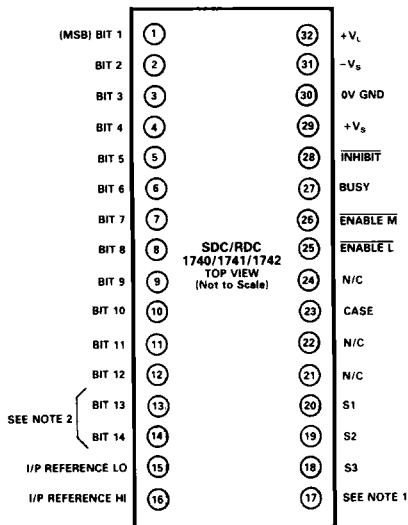 (MSB) BIT 1 1 32 +VL
BIT 2 2 31 −VS
BIT 3 3 30 0V GND
BIT 4 4 29 +VS
BIT 5 5 28 INHIBIT
BIT 6 6 27 BUSY
BIT 7 7 26 ENABLE M
BIT 8 8 25 ENABLE L
SDC/RDC
1740/1741/1742
TOP VIEW
(Not to Scale)
BIT 9 9 24 N/C
BIT 10 10 23 CASE
BIT 11 11 22 N/C
BIT 12 12 21 N/C
SEE NOTE 2
BIT 13 13 20 S1
BIT 14 14 19 S2
I/P REFERENCE LO 15 18 S3
I/P REFERENCE HI 16 17 SEE NOTE 1